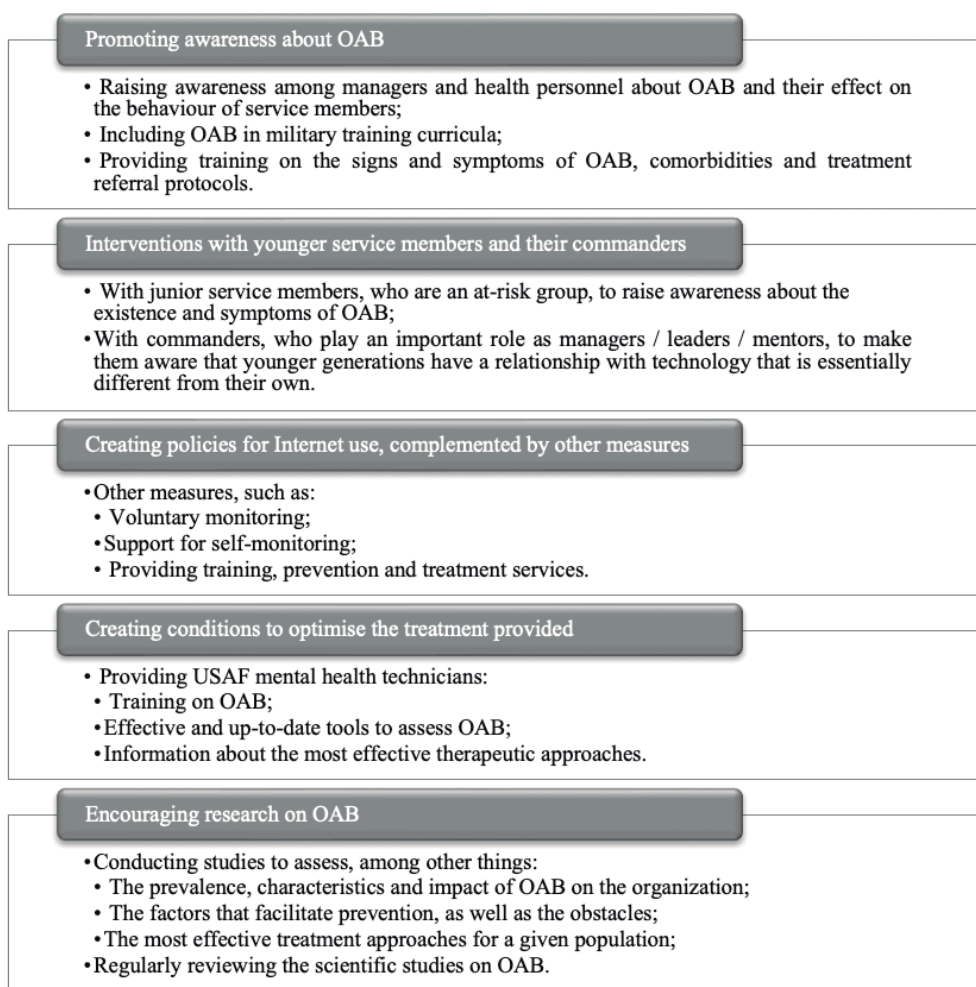 Promoting awareness about OAB
• Raising awareness among managers and health personnel about OAB and their effect on
the behaviour of service members;
• Including OAB in military training curricula;
• Providing training on the signs and symptoms of OAB, comorbidities and treatment
referral protocols.
Interventions with younger service members and their commanders
• With junior service members, who are an at-risk group, to raise awareness about the
existence and symptoms of OAB;
•With commanders, who play an important role as managers / leaders / mentors, to make
them aware that younger generations have a relationship with technology that is essentially
different from their own.
Creating policies for Internet use, complemented by other measures
•Other measures, such as:
• Voluntary monitoring;
•Support for self-monitoring;
• Providing training, prevention and treatment services.
Creating conditions to optimise the treatment provided
• Providing USAF mental health technicians:
• Training on OAB;
•Effective and up-to-date tools to assess OAB;
•Information about the most effective therapeutic approaches.
Encouraging research on OAB
•Conducting studies to assess, among other things:
• The prevalence, characteristics and impact of OAB on the organization;
• The factors that facilitate prevention, as well as the obstacles;
•The most effective treatment approaches for a given population;
•Regularly reviewing the scientific studies on OAB.